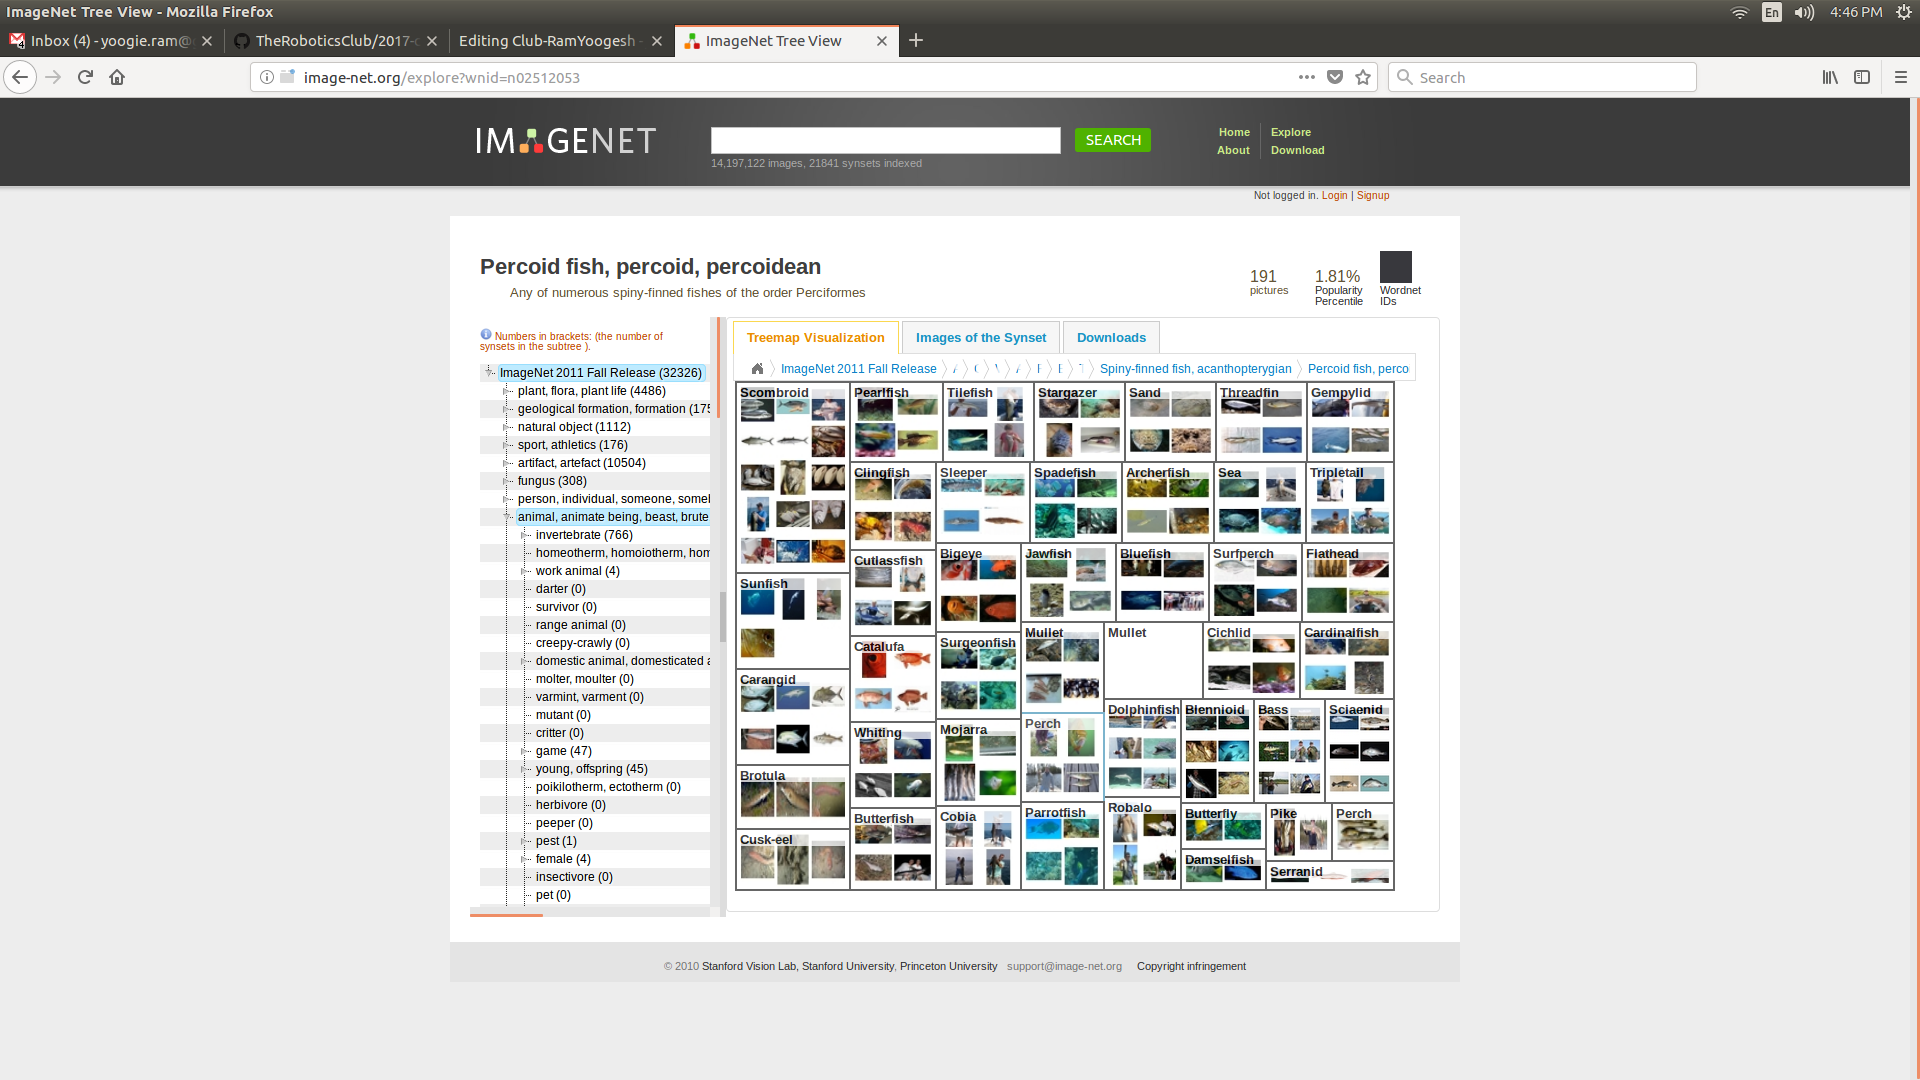 ImageNet Tree View - Mozilla Firefox
En
4:46 PM
Inbox (4) - yoogie.ram@
TheRoboticsClub/2017-
Editing Club-RamYoogesh
ImageNet Tree View
image-net.org/explore?wnid=n02512053
Search
IMAGENET
SEARCH
14,197,122 images, 21841 synsets indexed
Home
Explore
About
Download
Not logged in. Login | Signup
Percoid fish, percoid, percoidean
Any of numerous spiny-finned fishes of the order Perciformes
191
pictures
1.81%
Popularity
Percentile
Wordnet
IDs
Numbers in brackets: (the number of
synsets in the subtree ).
ImageNet 2011 Fall Release (32326)
plant, flora, plant life (4486)
geological formation, formation (175
natural object (1112)
sport, athletics (176)
artifact, artefact (10504)
fungus (308)
person, individual, someone, some
animal, animate being, beast, brute
invertebrate (766)
homeotherm, homoiotherm, hom
work animal (4)
darter (0)
survivor (0)
range animal (0)
creepy-crawly (0)
domestic animal, domesticated a
molter, moulter (0)
varmint, varment (0)
mutant (0)
critter (0)
game (47)
young, offspring (45)
poikilotherm, ectotherm (0)
herbivore (0)
peeper (0)
pest (1)
female (4)
insectivore (0)
pet (0)
Treemap Visualization
Images of the Synset
Downloads
ImageNet 2011 Fall Release
Spiny-finned fish, acanthopterygian
Percoid fish, perco
Scombroid
Pearlfish
Tilefish
Stargazer
Sand
Threadfin
Gempylid
Clingfish
Sleeper
Spadefish
Archerfish
Sea
Tripletail
Cutlassfish
Bigeye
Jawfish
Bluefish
Surfperch
Flathead
Sunfish
Catalufa
Surgeonfish
Mullet
Mullet
Cichlid
Cardinalfish
Carangid
Whiting
Mojarra
Perch
Dolphinfish
Blennioid
Bass
Sciaenid
Brotula
Butterfish
Cobia
Parrotfish
Robalo
Butterfly
Pike
Perch
Cusk-eel
Damselfish
Serranid
© 2010 Stanford Vision Lab, Stanford University, Princeton University support@image-net.org Copyright infringement